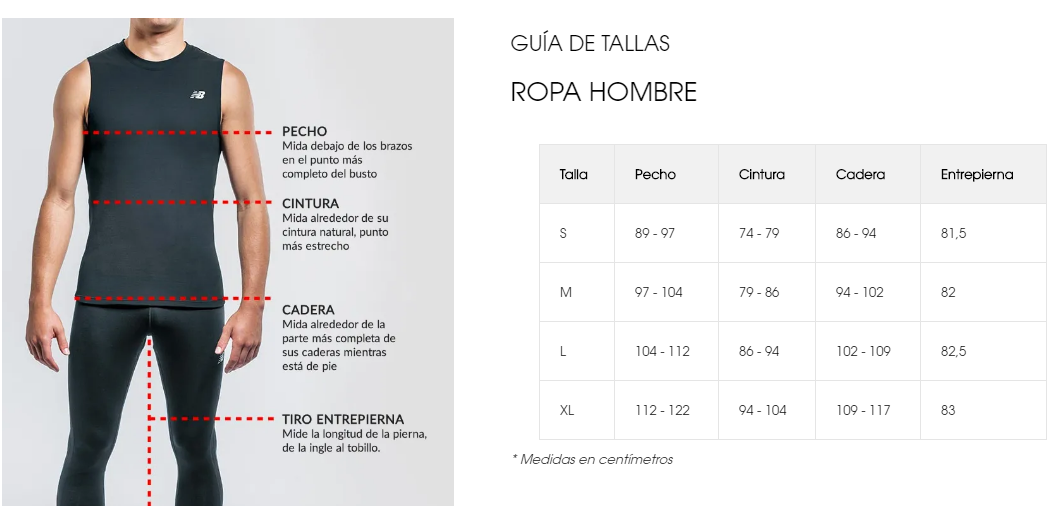 NB
PECHO
Mida debajo de los brazos
en el punto más
completo del busto
CINTURA
Mida alrededor de su
cintura natural, punto
más estrecho
CADERA
Mida alrededor de la
parte más completa de
sus caderas mientras
está de pie
TIRO ENTREPIERNA
Mide la longitud de la pierna,
de la ingle al tobillo.
GUÍA DE TALLAS
ROPA HOMBRE
Talla Pecho Cintura Cadera Entrepierna
S 89 - 97 74 - 79 86 - 94 81,5
M 97 - 104 79 - 86 94 - 102 82
L 104 - 112 86 - 94 102 - 109 82,5
XL 112 - 122 94 - 104 109 - 117 83
* Medidas en centímetros